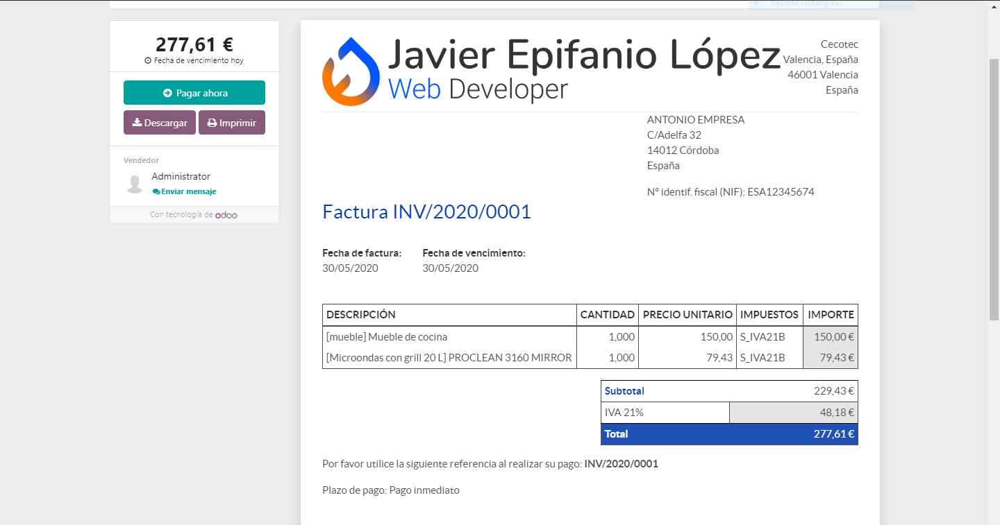 Recorte rectangular
277,61 €
Fecha de vencimiento hoy
Pagar ahora
Descargar
Imprimir
Vendedor
Administrator
Enviar mensaje
Con tecnología de odoo
Javier Epifanio López
Web Developer
Cecotec
Valencia, España
46001 Valencia
España
ANTONIO EMPRESA
C/Adelfa 32
14012 Córdoba
España
Nº identif. fiscal (NIF): ESA12345674
Factura INV/2020/0001
Fecha de factura: Fecha de vencimiento:
30/05/2020 30/05/2020
DESCRIPCIÓN CANTIDAD PRECIO UNITARIO IMPUESTOS IMPORTE
[mueble] Mueble de cocina 1,000 150,00 S_IVA21B 150,00 €
[Microondas con grill 20 L] PROCLEAN 3160 MIRROR 1,000 79,43 S_IVA21B 79,43 €
Subtotal 229,43 €
IVA 21% 48,18 €
Total 277,61 €
Por favor utilice la siguiente referencia al realizar su pago: INV/2020/0001
Plazo de pago: Pago inmediato